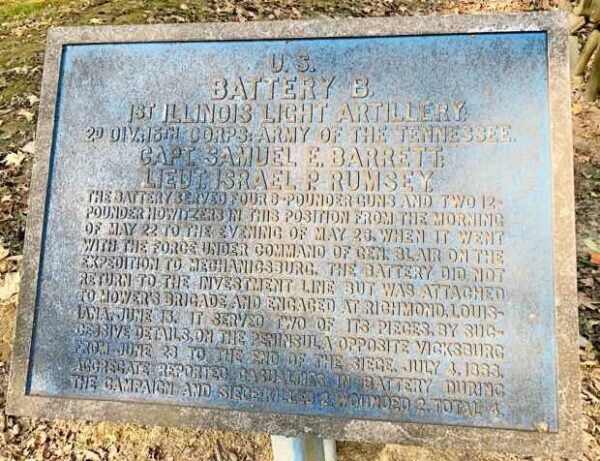 U.S.
BATTERY B.
1ST ILLINOIS LIGHT ARTILLERY.
2D DIV. 15TH CORPS: ARMY OF THE TENNESSEE.
CAPT. SAMUEL E. BARRETT.
LIEUT. ISRAEL P. RUMSEY.
THE BATTERY SERVED FOUR 6-POUNDER GUNS AND TWO 12-
POUNDER HOWITZERS IN THIS POSITION FROM THE MORNING
OF MAY 22 TO THE EVENING OF MAY 26, WHEN IT WENT
WITH THE FORCE UNDER COMMAND OF GEN. BLAIR ON THE
EXPEDITION TO MECHANICSBURG. THE BATTERY DID NOT
RETURN TO THE INVESTMENT LINE BUT WAS ATTACHED
TO MOWER'S BRIGADE AND ENGAGED AT RICHMOND, LOUIS-
IANA, JUNE 15. IT SERVED TWO OF ITS PIECES, BY SUC-
CESSIVE DETAILS, ON THE PENINSULA OPPOSITE VICKSBURG
FROM JUNE 23 TO THE END OF THE SIEGE, JULY 4, 1863.
AGGREGATE REPORTED CASUALTIES IN BATTERY DURING
THE CAMPAIGN AND SIEGE: KILLED 2, WOUNDED 2, TOTAL 4.